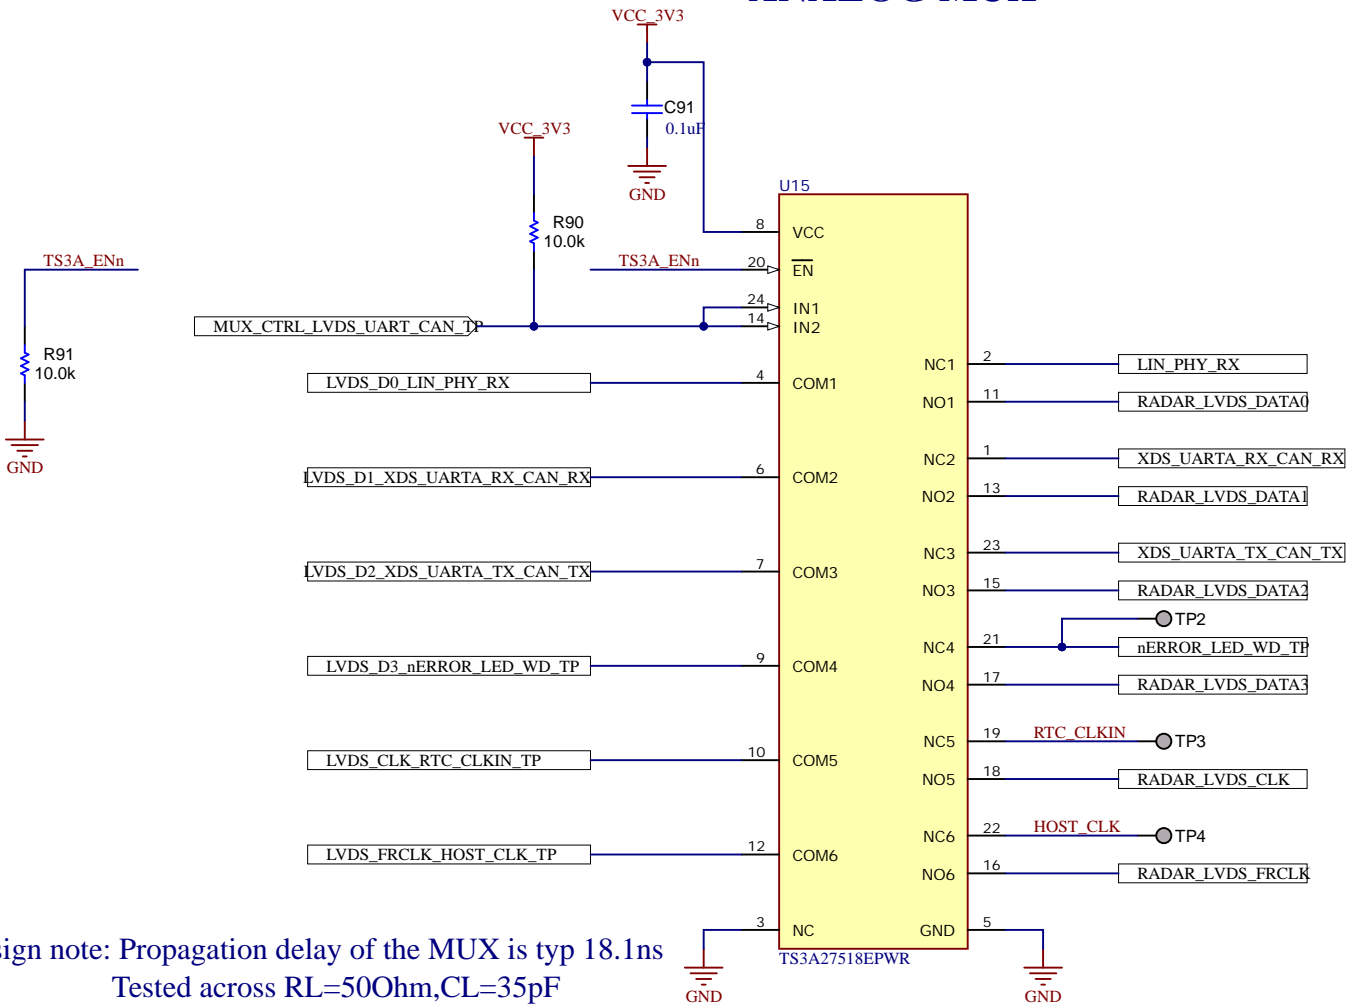 ANALOG MUX
VCC_3V3
C91
0.1uF
GND
VCC_3V3
R90
10.0k
TS3A_ENn
R91
10.0k
GND
TS3A_ENn
MUX_CTRL_LVDS_UART_CAN_TP
LVDS_D0_LIN_PHY_RX
LVDS_D1_XDS_UARTA_RX_CAN_RX
LVDS_D2_XDS_UARTA_TX_CAN_TX
LVDS_D3_nERROR_LED_WD_TP
LVDS_CLK_RTC_CLKIN_TP
LVDS_FRCLK_HOST_CLK_TP
U15
8 VCC
20 EN
24 IN1
14 IN2
4 COM1
6 COM2
7 COM3
9 COM4
10 COM5
12 COM6
3 NC
GND
NC1 2 LIN_PHY_RX
NO1 11 RADAR_LVDS_DATA0
NC2 1 XDS_UARTA_RX_CAN_RX
NO2 13 RADAR_LVDS_DATA1
NC3 23 XDS_UARTA_TX_CAN_TX
NO3 15 RADAR_LVDS_DATA2
TP2
NC4 21 nERROR_LED_WD_TP
NO4 17 RADAR_LVDS_DATA3
NC5 19 RTC_CLKIN TP3
NO5 18 RADAR_LVDS_CLK
NC6 22 HOST_CLK TP4
NO6 16 RADAR_LVDS_FRCLK
GND 5
GND
TS3A27518EPWR
sign note: Propagation delay of the MUX is typ 18.1ns
Tested across RL=50Ohm,CL=35pF